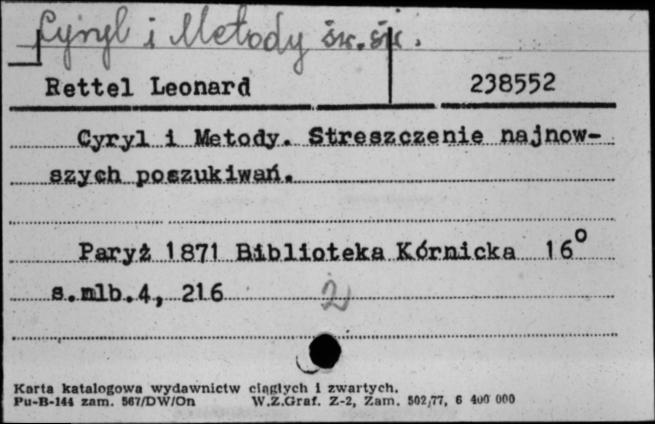 Cyryl i Metody św. św.
Rettel Leonard 238552
Cyryl i Metody. Streszczenie najnow-
szych poszukiwań.
Paryż 1871 Biblioteka Kórnicka 16°
s.nlb.4, 216
2
Karta katalogowa wydawnictw ciągłych i zwartych.
Pu-B-144 zam. 567/DW/On W.Z.Graf. Z-2, Zam. 502/77, 6 400 000